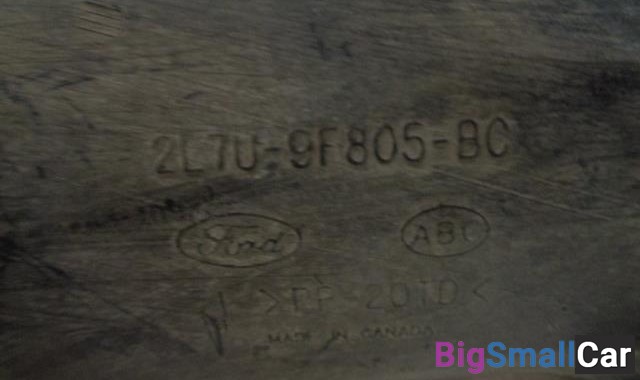 2L7U-9F805-BC
Ford ABC
>PP-20TD<
MADE IN CANADA
BigSmallCar